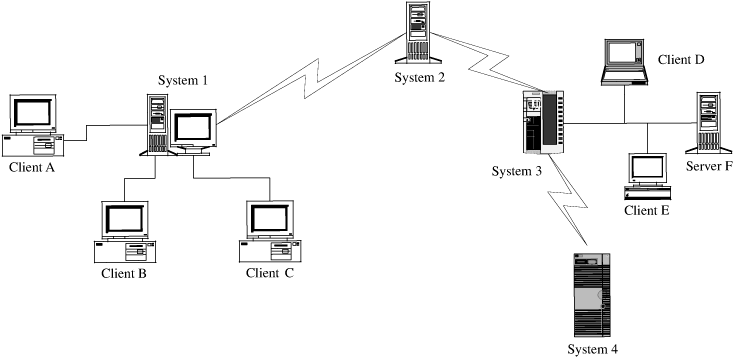 System 2
Client D
System 1
Client A
System 3
Server F
Client E
Client B
Client C
System 4